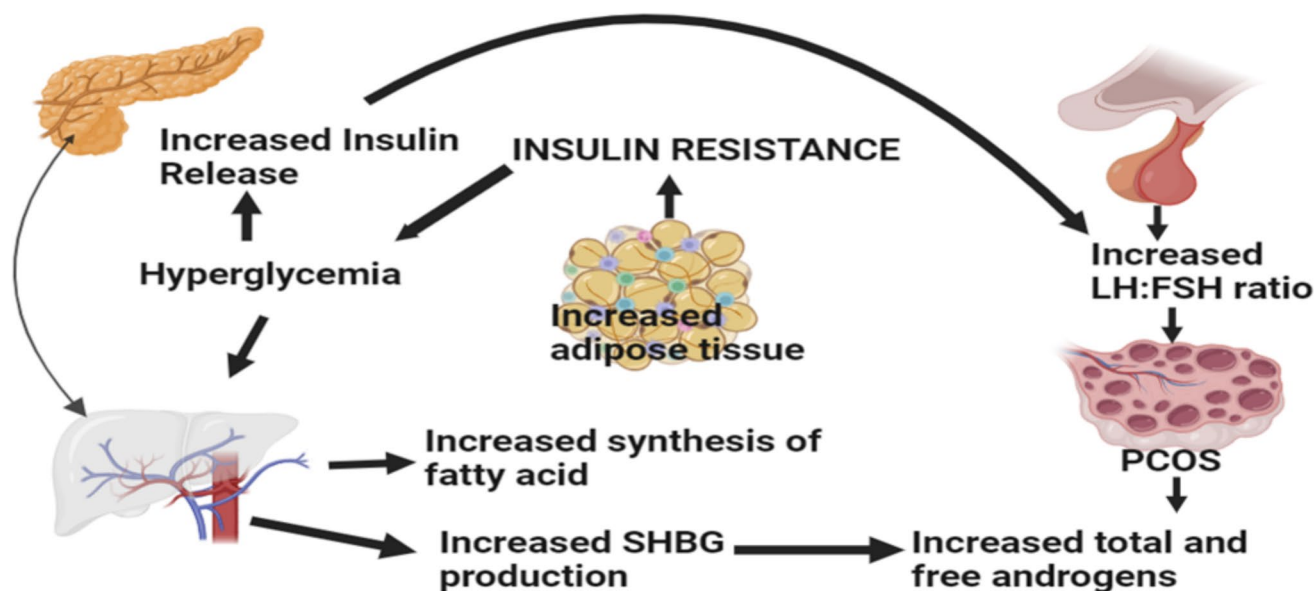 Increased Insulin
Release
INSULIN RESISTANCE
Hyperglycemia
Increased
adipose tissue
Increased
LH:FSH ratio
PCOS
Increased synthesis of
fatty acid
Increased SHBG
production
Increased total and
free androgens